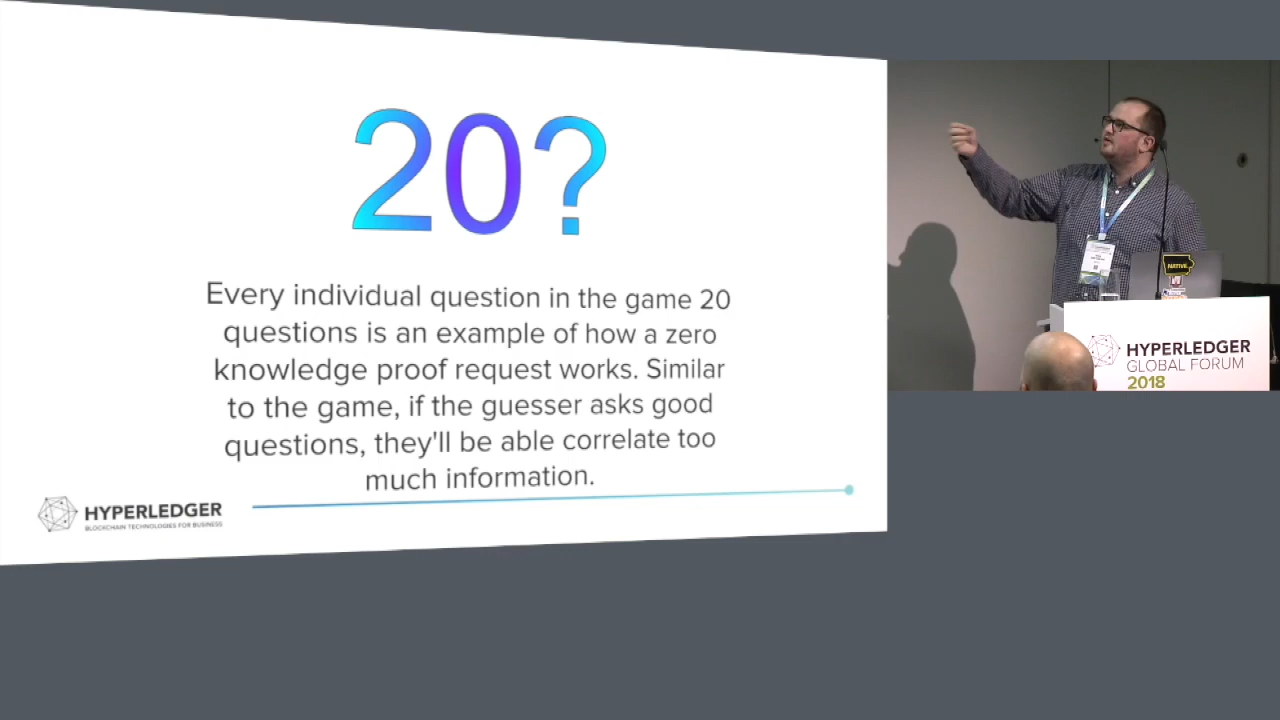 20?
Every individual question in the game 20
questions is an example of how a zero
knowledge proof request works. Similar
to the game, if the guesser asks good
questions, they'll be able correlate too
much information.
HYPERLEDGER
BLOCKCHAIN TECHNOLOGIES FOR BUSINESS
NATIVE
HYPERLEDGER
GLOBAL FORUM
2018